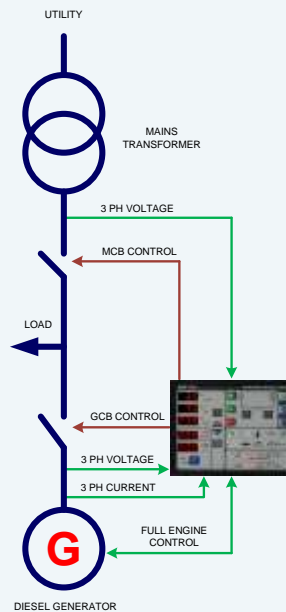 UTILITY
MAINS
TRANSFORMER
3 PH VOLTAGE
MCB CONTROL
LOAD
GCB CONTROL
3 PH VOLTAGE
3 PH CURRENT
G
FULL ENGINE
CONTROL
DIESEL GENERATOR